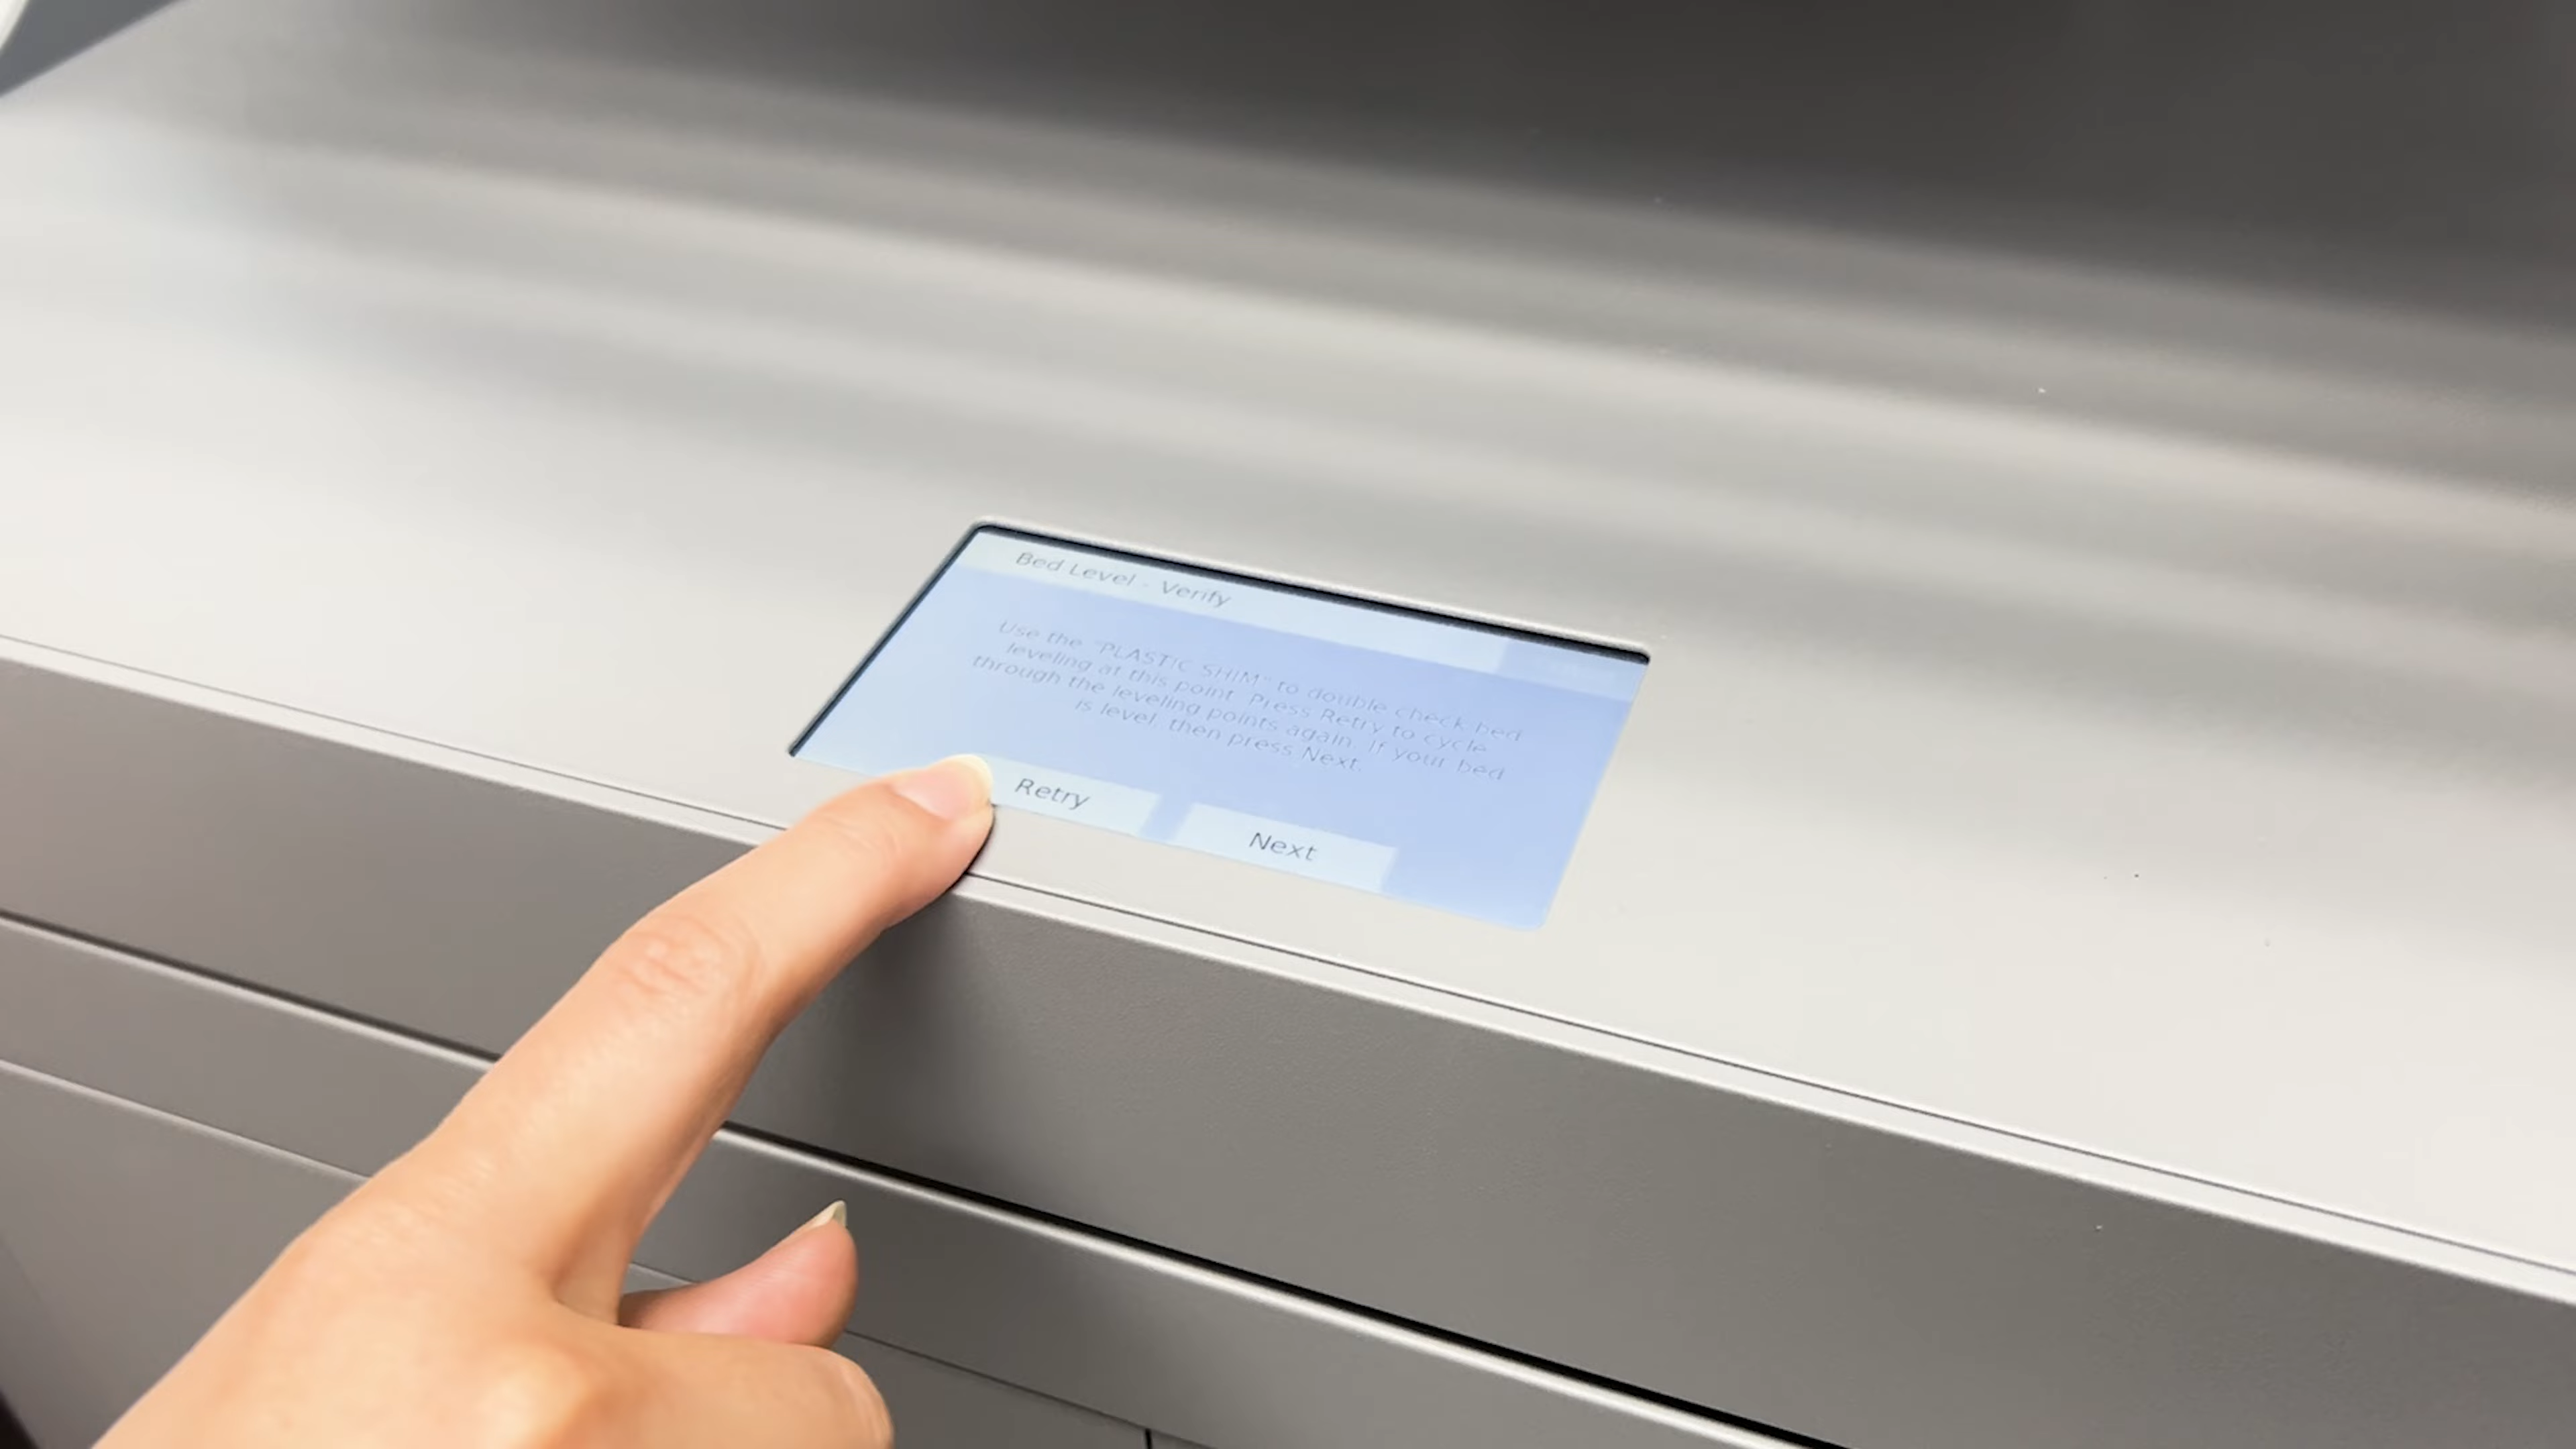 Bed Level - Verify
Use the "PLASTIC SHIM" to double check bed
leveling at this point. Press Retry to cycle
through the leveling points again. If your bed
is level, then press Next.
Retry
Next